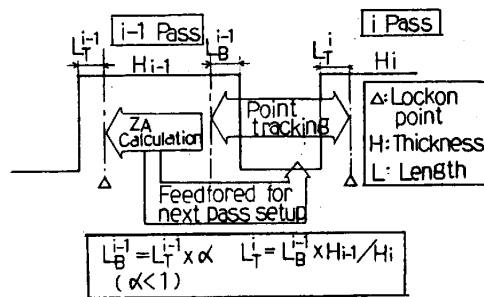 i-1 Pass
i Pass
L_T^{i-1}
L_B^{i-1}
L_T^i
H_{i-1}
Hi
ZA
Calculation
Point
tracking
Δ:Lockon
point
H:Thickness
L: Length
Feedfored for
next pass setup
L_B^{i-1}=L_T^{i-1}×α L_T^i=L_B^{i-1}×H_{i-1}/H_i
(α<1)